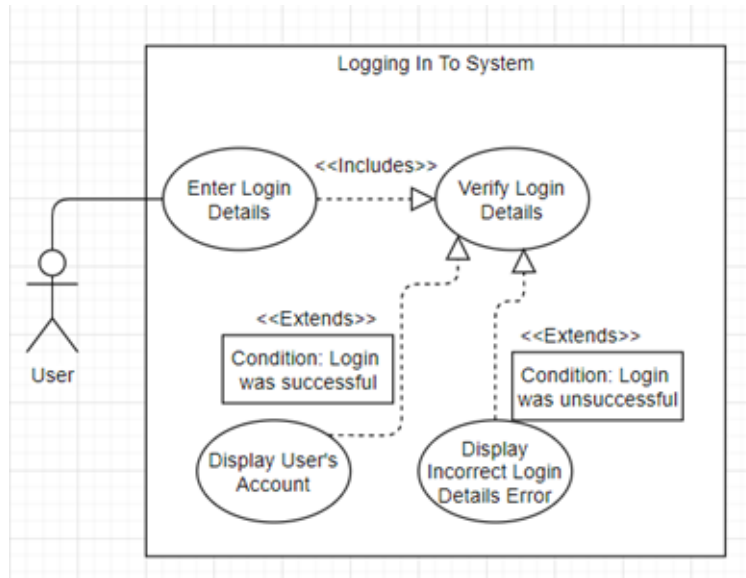 Logging In To System
<<Includes>>
Enter Login
Details
Verify Login
Details
User
<<Extends>>
Condition: Login
was successful
<<Extends>>
Condition: Login
was unsuccessful
Display User's
Account
Display
Incorrect Login
Details Error